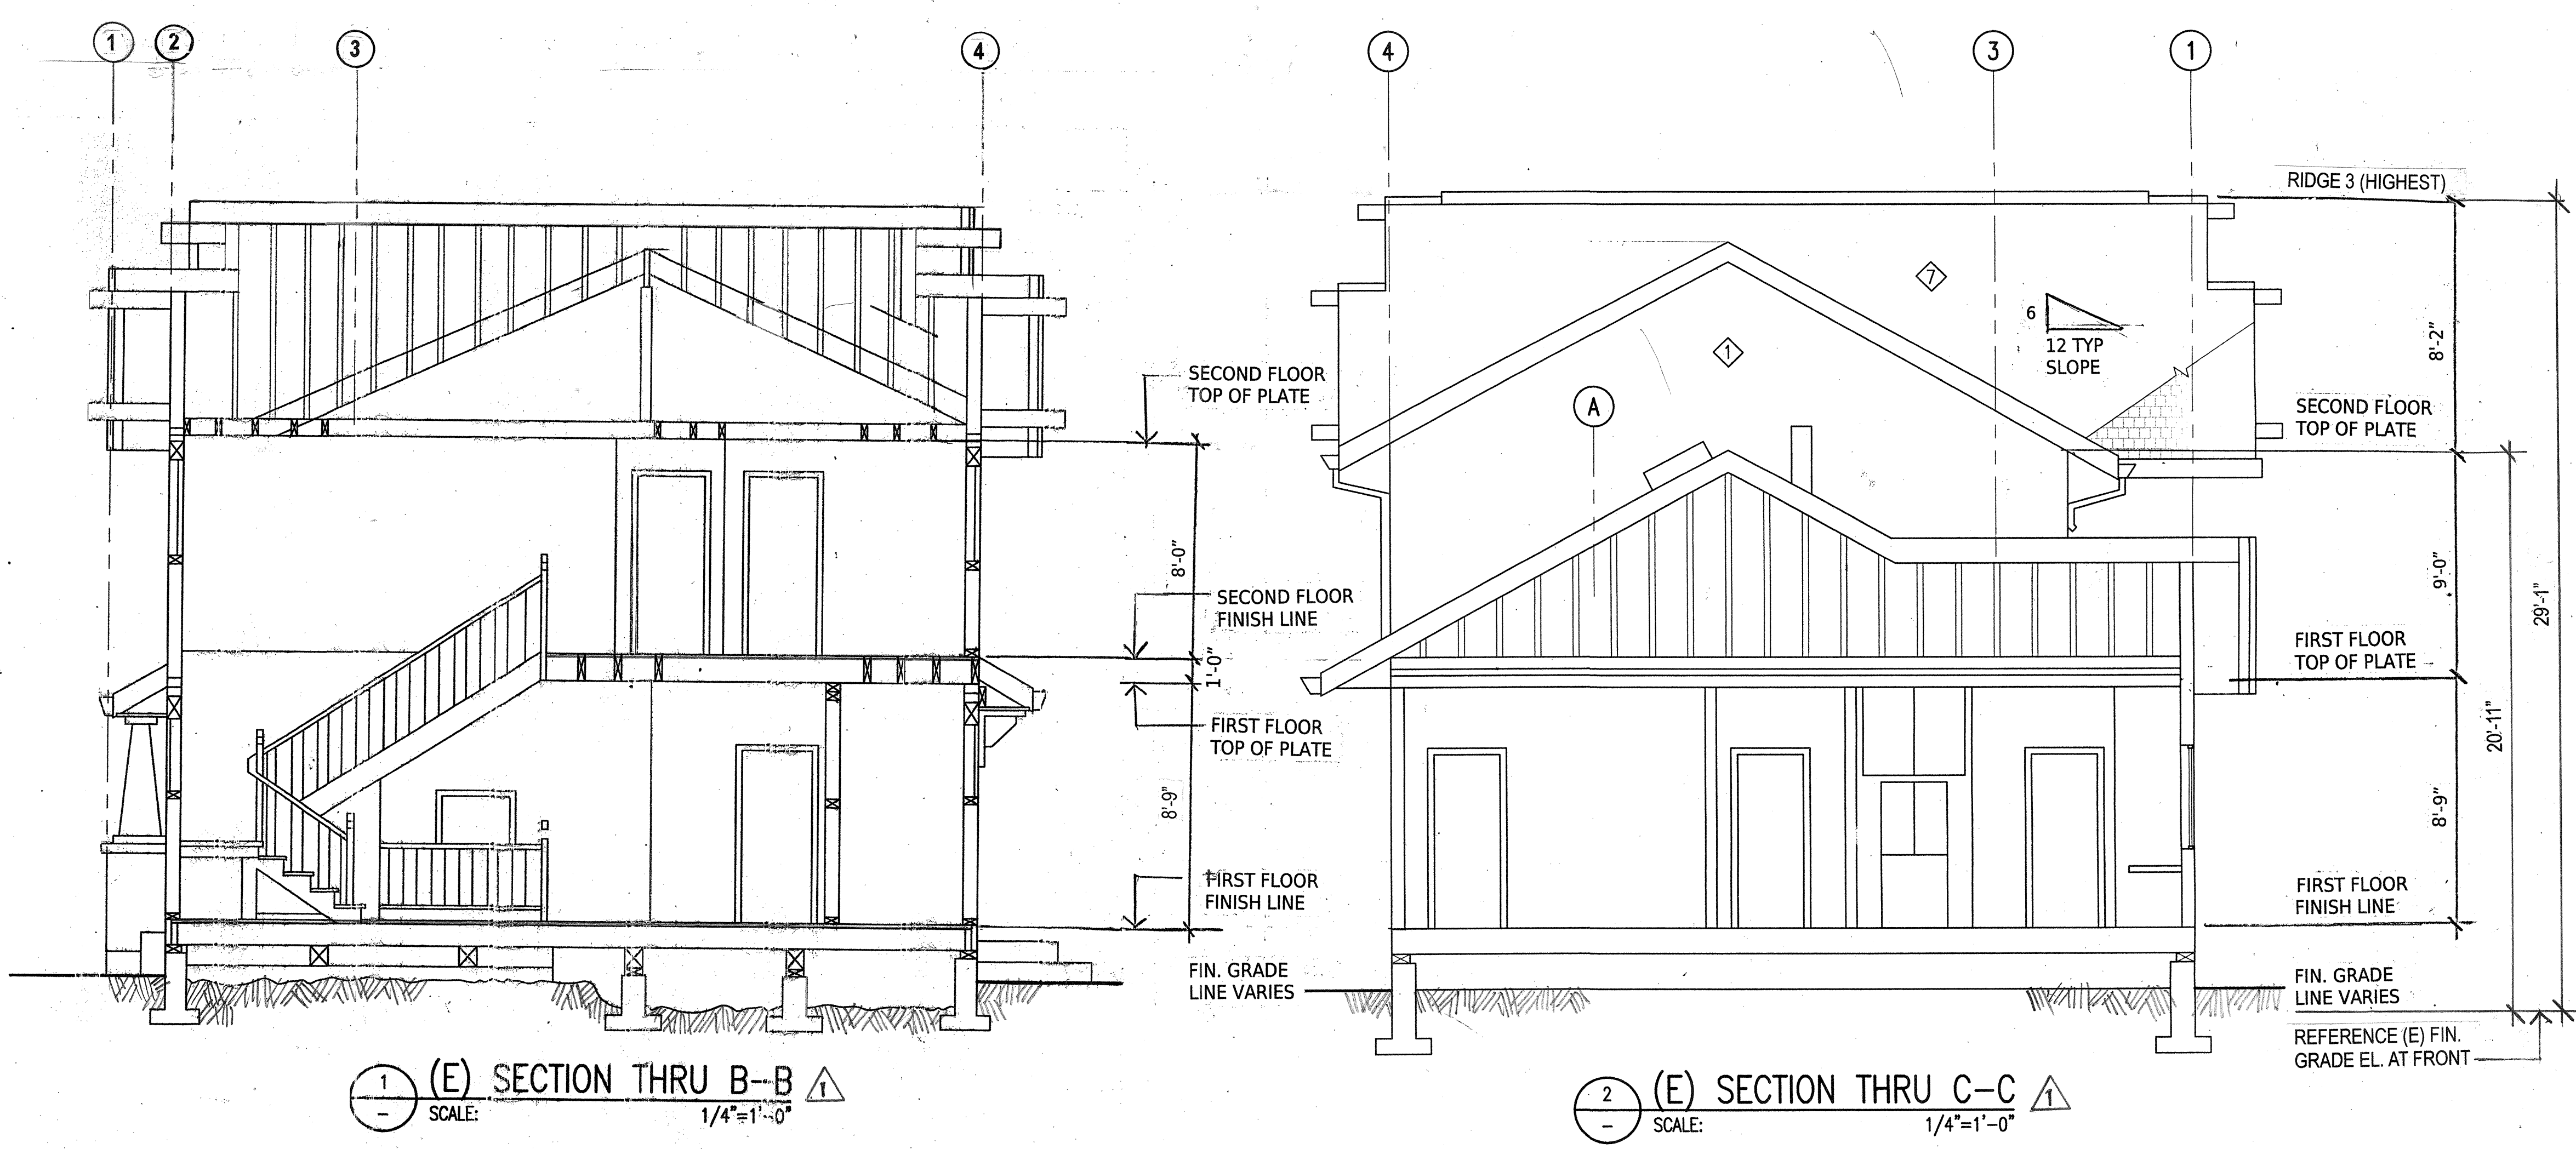 1
2
3
4
SECOND FLOOR
TOP OF PLATE
8'-0"
SECOND FLOOR
FINISH LINE
1'-0"
FIRST FLOOR
TOP OF PLATE
8'-9"
FIRST FLOOR
FINISH LINE
FIN. GRADE
LINE VARIES
1
–
(E) SECTION THRU B--B
1
SCALE:
1/4"=1'-0"
4
3
1
RIDGE 3 (HIGHEST)
7
6
12 TYP
SLOPE
1
A
8'-2"
SECOND FLOOR
TOP OF PLATE
9'-0"
29'-1"
FIRST FLOOR
TOP OF PLATE
20'-11"
8'-9"
FIRST FLOOR
FINISH LINE
FIN. GRADE
LINE VARIES
REFERENCE (E) FIN.
GRADE EL. AT FRONT
2
–
(E) SECTION THRU C-C
1
SCALE:
1/4"=1'-0"